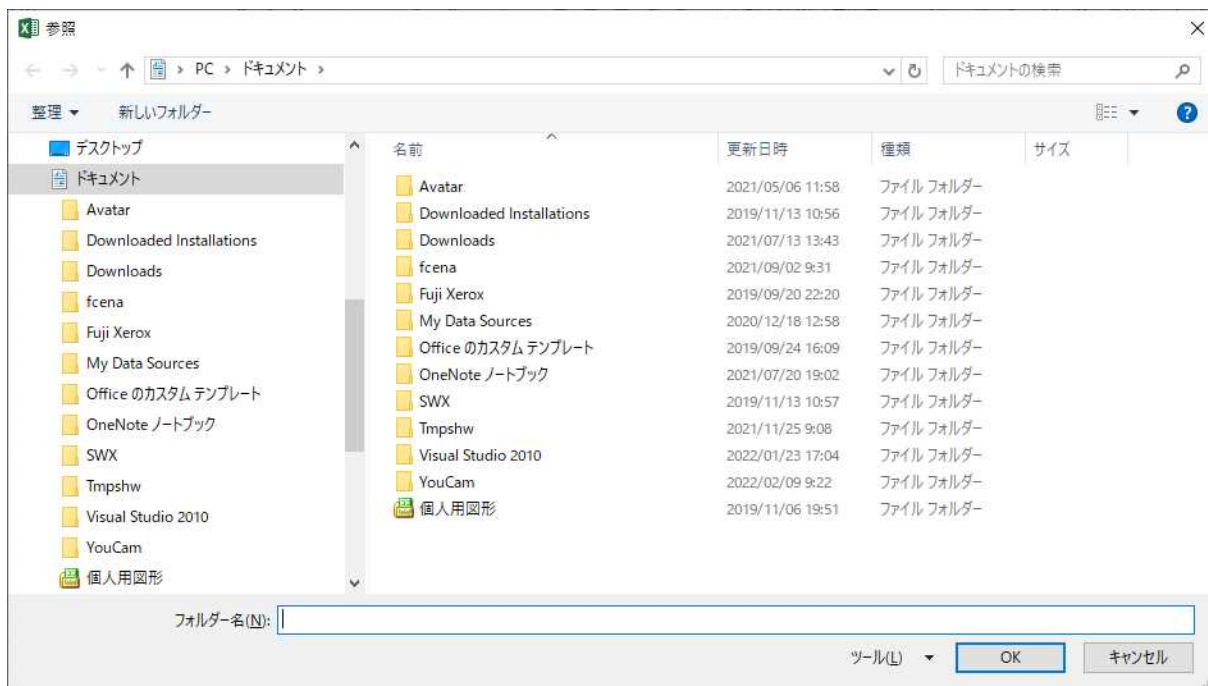 参照
PC › ドキュメント ›
ドキュメントの検索
整理
新しいフォルダー
デスクトップ
ドキュメント
Avatar
Downloaded Installations
Downloads
fcena
Fuji Xerox
My Data Sources
Office のカスタム テンプレート
OneNote ノートブック
SWX
Tmpshw
Visual Studio 2010
YouCam
個人用図形
名前 更新日時 種類 サイズ
Avatar 2021/05/06 11:58 ファイル フォルダー
Downloaded Installations 2019/11/13 10:56 ファイル フォルダー
Downloads 2021/07/13 13:43 ファイル フォルダー
fcena 2021/09/02 9:31 ファイル フォルダー
Fuji Xerox 2019/09/20 22:20 ファイル フォルダー
My Data Sources 2020/12/18 12:58 ファイル フォルダー
Office のカスタム テンプレート 2019/09/24 16:09 ファイル フォルダー
OneNote ノートブック 2021/07/20 19:02 ファイル フォルダー
SWX 2019/11/13 10:57 ファイル フォルダー
Tmpshw 2021/11/25 9:08 ファイル フォルダー
Visual Studio 2010 2022/01/23 17:04 ファイル フォルダー
YouCam 2022/02/09 9:22 ファイル フォルダー
個人用図形 2019/11/06 19:51 ファイル フォルダー
フォルダー名(N):
ツール(L) OK キャンセル